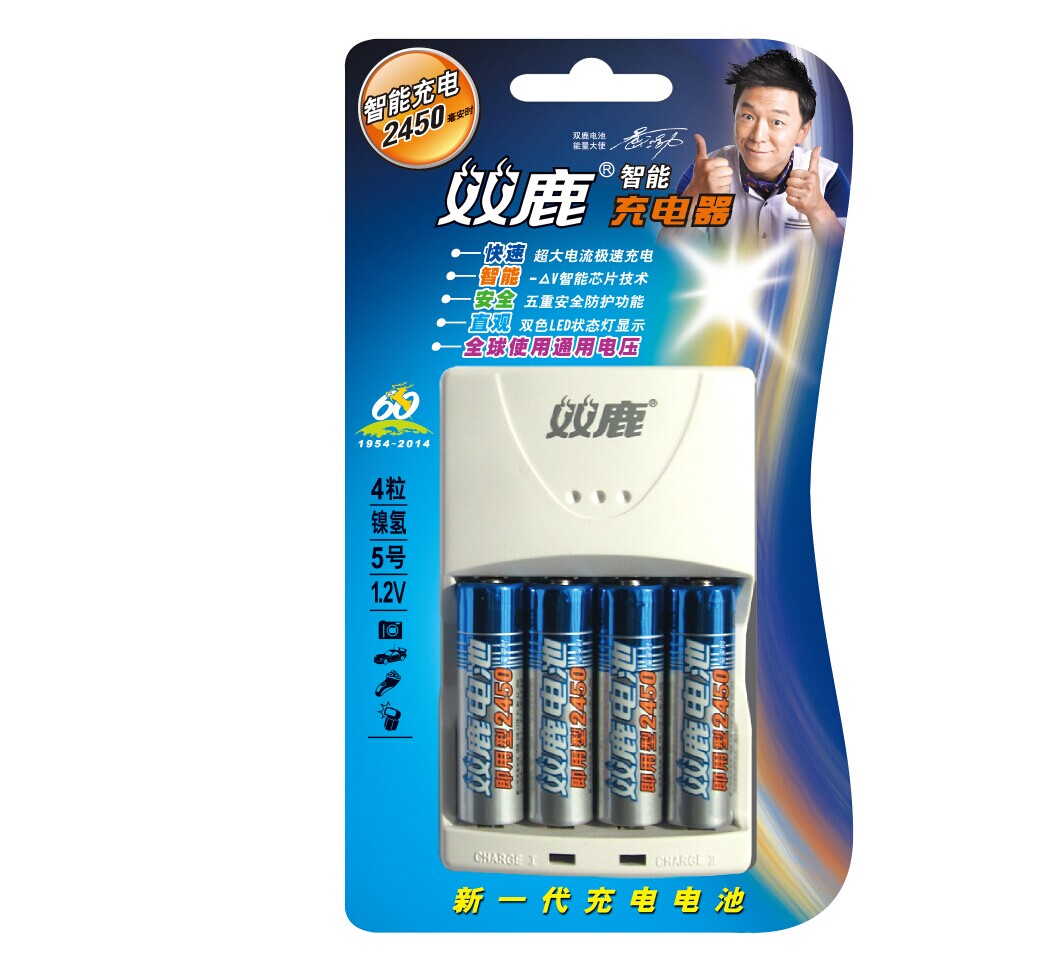 智能充电
2450毫安时
双鹿电池
能量大使
双鹿®智能
充电器
快速 超大电流极速充电
智能 -△V智能芯片技术
安全 五重安全防护功能
直观 双色LED状态灯显示
全球使用通用电压
双鹿®
60
1954~2014
4粒
镍氢
5号
1.2V
双鹿电池
即用型2450
双鹿电池
即用型2450
双鹿电池
即用型2450
双鹿电池
即用型2450
CHARGE I
CHARGE II
新一代充电电池